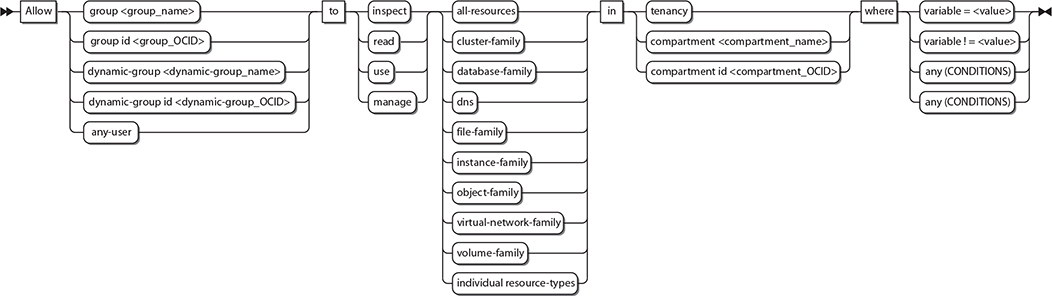 Allow
group <group_name>
group id <group_OCID>
dynamic-group <dynamic-group_name>
dynamic-group id <dynamic-group_OCID>
any-user
to
inspect
read
use
manage
all-resources
cluster-family
database-family
dns
file-family
instance-family
object-family
virtual-network-family
volume-family
individual resource-types
in
tenancy
compartment <compartment_name>
compartment id <compartment_OCID>
where
variable = <value>
variable ! = <value>
any (CONDITIONS)
any (CONDITIONS)